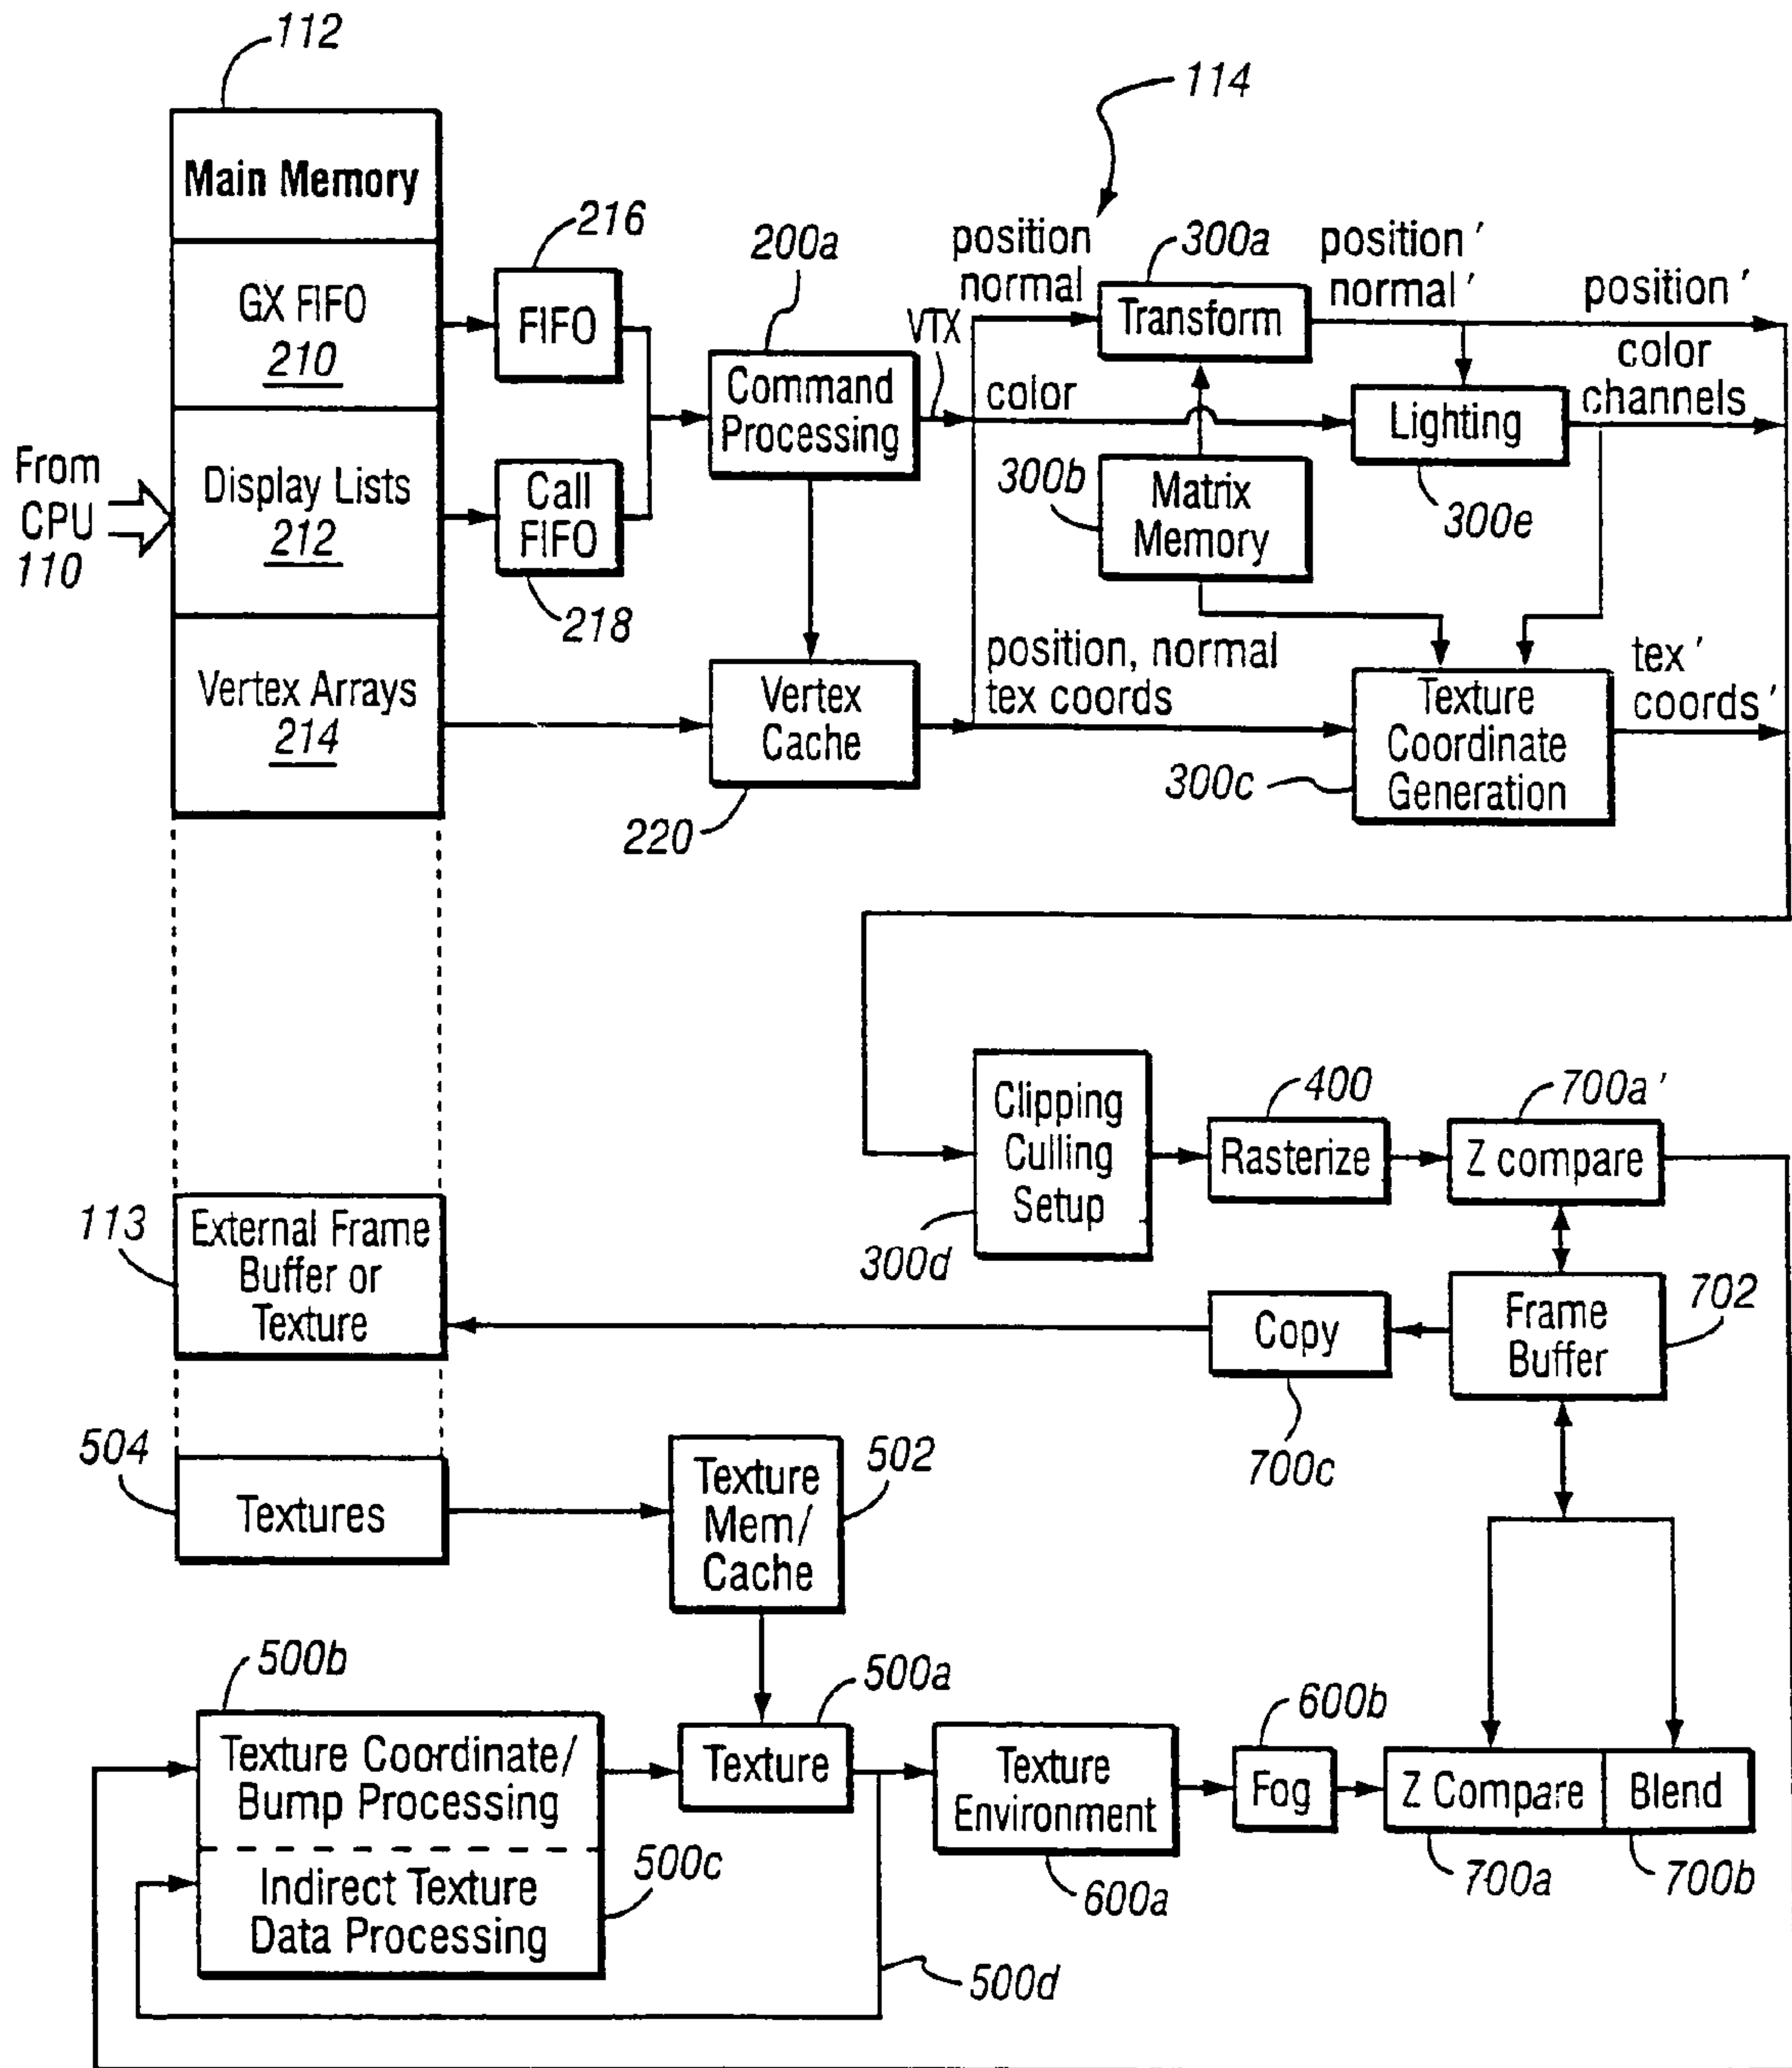 112
114
Main Memory
GX FIFO
210
Display Lists
212
Vertex Arrays
214
From
CPU
110
216
FIFO
Call
FIFO
218
200a
Command
Processing
Vertex
Cache
220
VTX
position
normal
color
position, normal
tex coords
300a
Transform
300b
Matrix
Memory
position ′
normal ′
position ′
color
channels
Lighting
300e
Texture
Coordinate
Generation
300c
tex ′
coords ′
Clipping
Culling
Setup
300d
400
Rasterize
700a ′
Z compare
113
External Frame
Buffer or
Texture
Copy
700c
Frame
Buffer
702
504
Textures
Texture
Mem/
Cache
502
500b
Texture Coordinate/
Bump Processing
Indirect Texture
Data Processing
500c
500a
Texture
500d
Texture
Environment
600a
600b
Fog
Z Compare
Blend
700a
700b